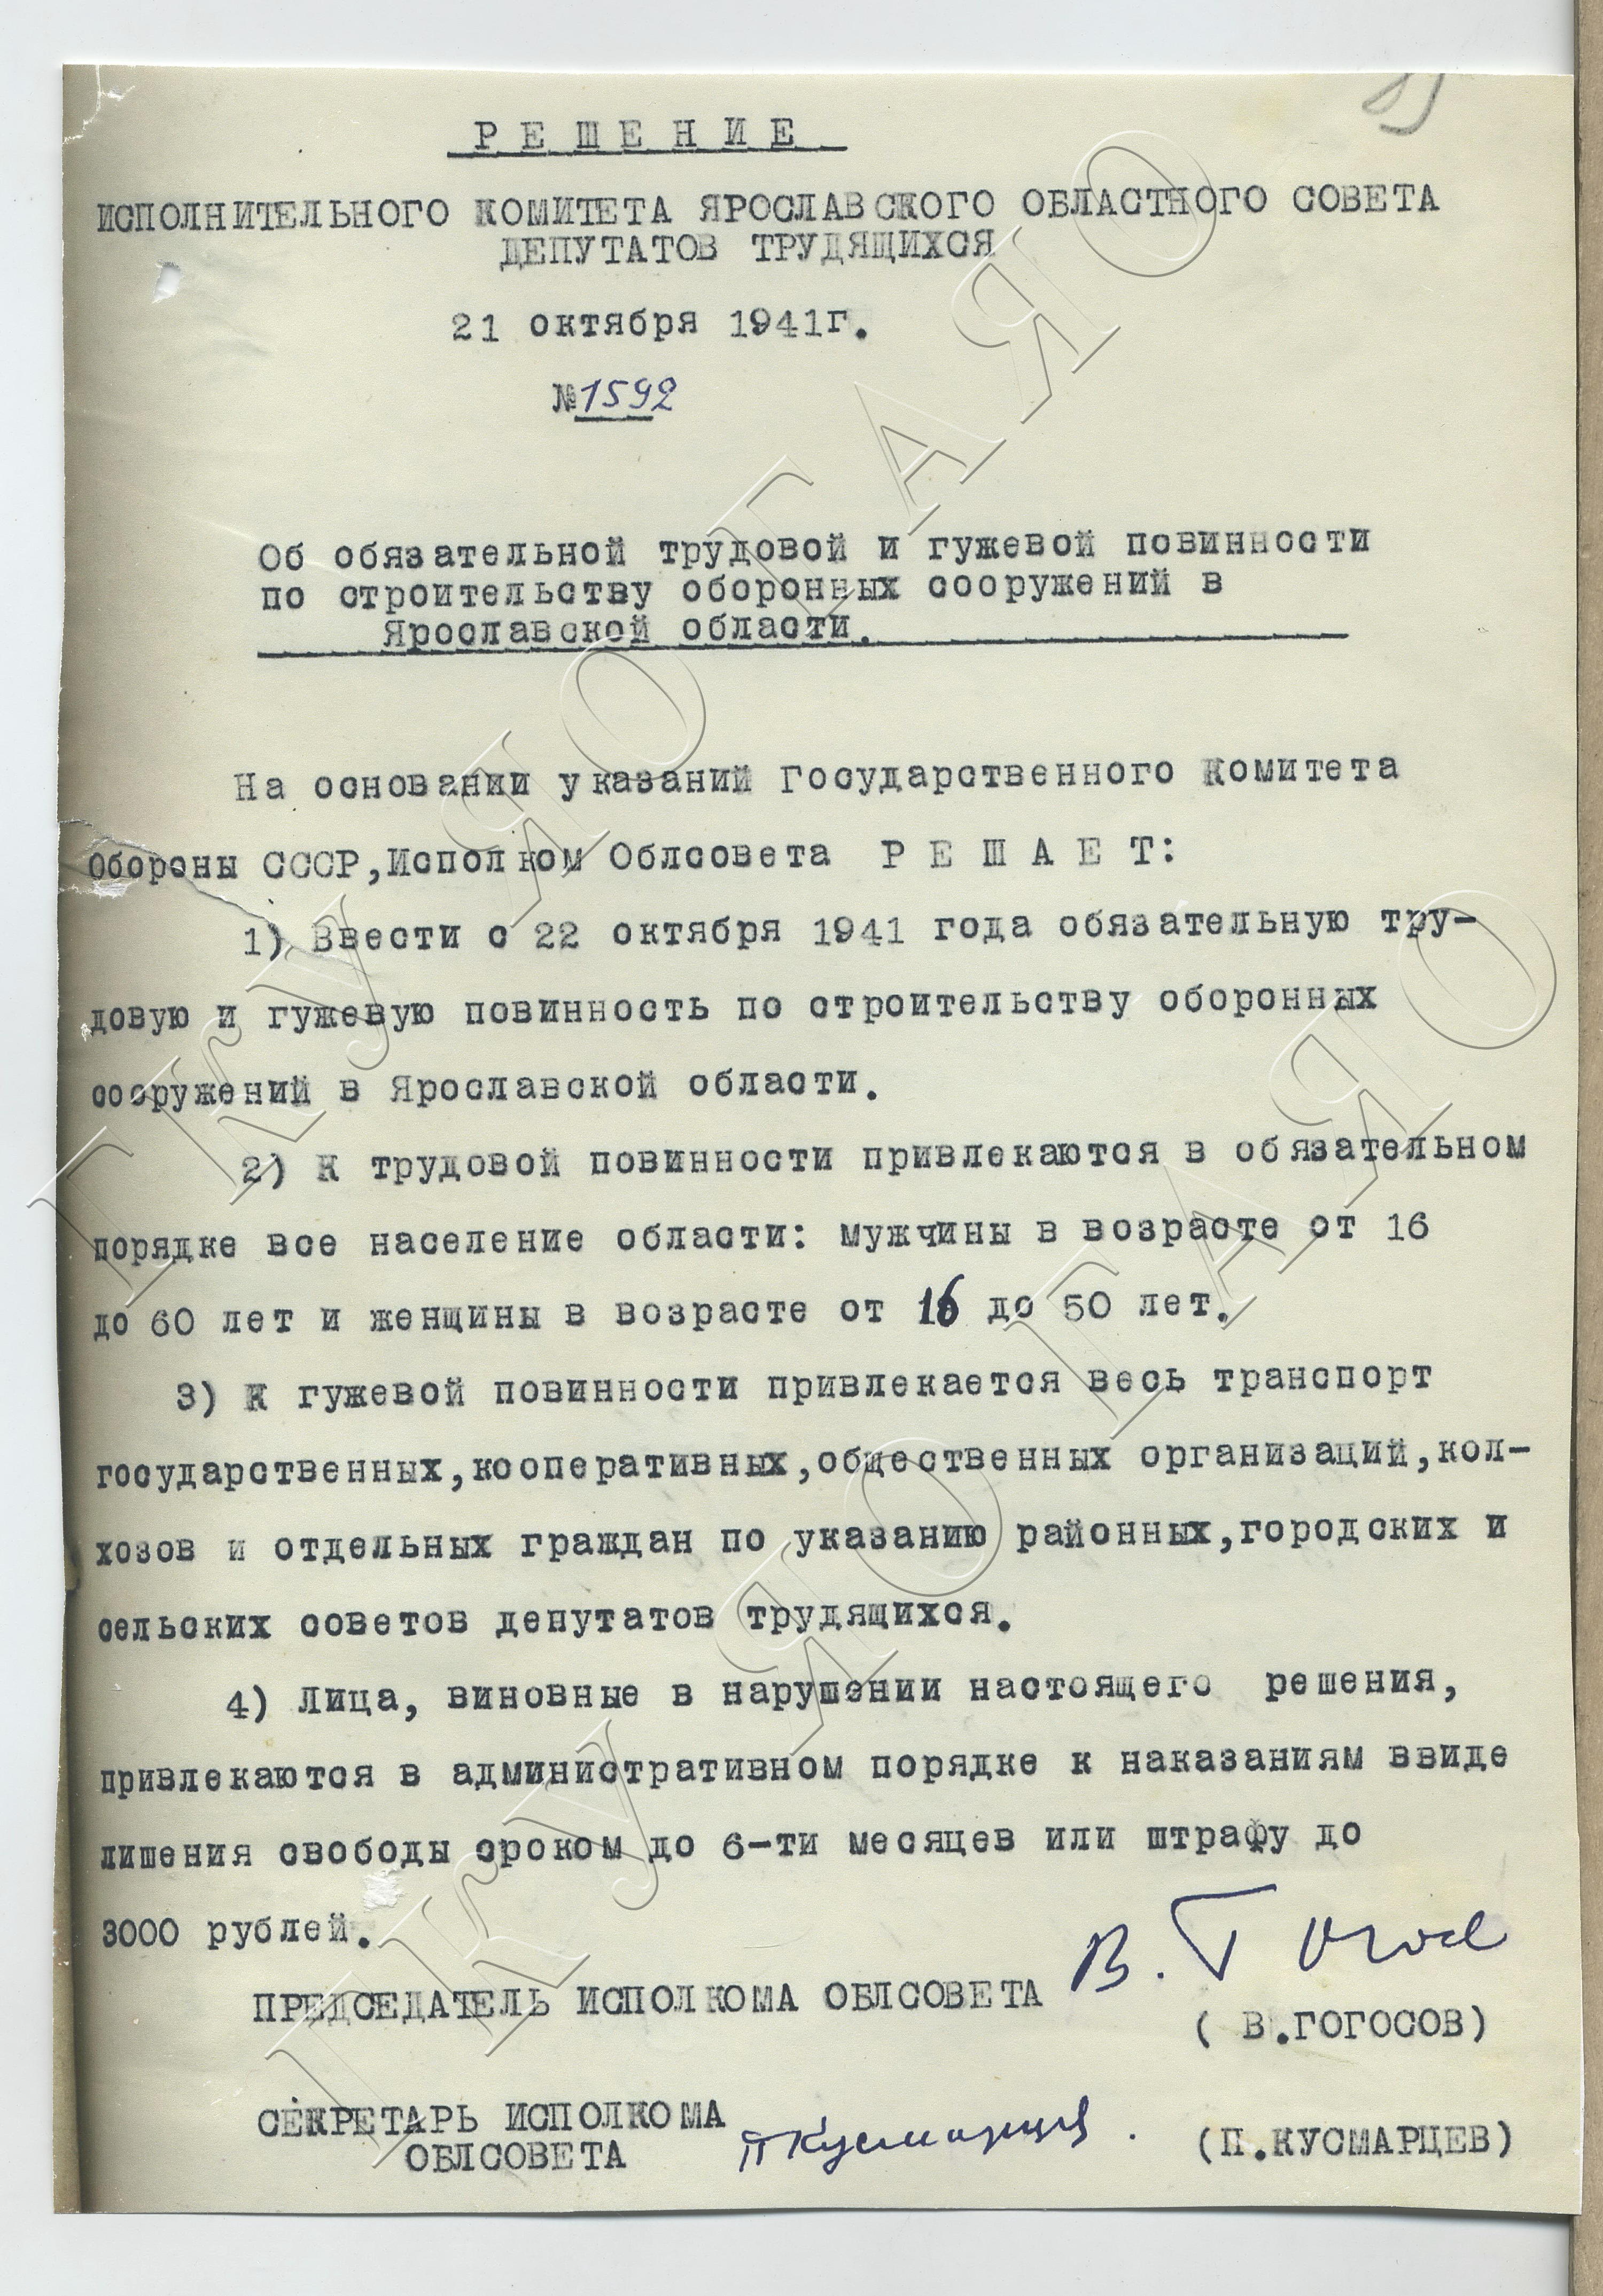 Р Е Ш Е Н И Е
ИСПОЛНИТЕЛЬНОГО КОМИТЕТА ЯРОСЛАВСКОГО ОБЛАСТНОГО СОВЕТА
ДЕПУТАТОВ ТРУДЯЩИХСЯ
21 октября 1941г.
№1592
Об обязательной трудовой и гужевой повинности
по строительству оборонных сооружений в
Ярославской области.
На основании указаний Государственного Комитета
Обороны СССР,Исполком Облсовета Р Е Ш А Е Т:
1) Ввести с 22 октября 1941 года обязательную тру-
довую и гужевую повинность по строительству оборонных
сооружений в Ярославской области.
2) К трудовой повинности привлекаются в обязательном
порядке все население области: мужчины в возрасте от 16
до 60 лет и женщины в возрасте от 16 до 50 лет.
3) К гужевой повинности привлекается весь транспорт
государственных,кооперативных,общественных организаций,кол-
хозов и отдельных граждан по указанию районных,городских и
сельских советов депутатов трудящихся.
4) Лица, виновные в нарушении настоящего решения,
привлекаются в административном порядке к наказаниям ввиде
лишения свободы сроком до 6-ти месяцев или штрафу до
3000 рублей.
ПРЕДСЕДАТЕЛЬ ИСПОЛКОМА ОБЛСОВЕТА
( В.ГОГОСОВ)
СЕКРЕТАРЬ ИСПОЛКОМА
ОБЛСОВЕТА
ПКусмарцев.
(П.КУСМАРЦЕВ)
ГКУ ЯО ГАЯО
ГКУ ЯО ГАЯО